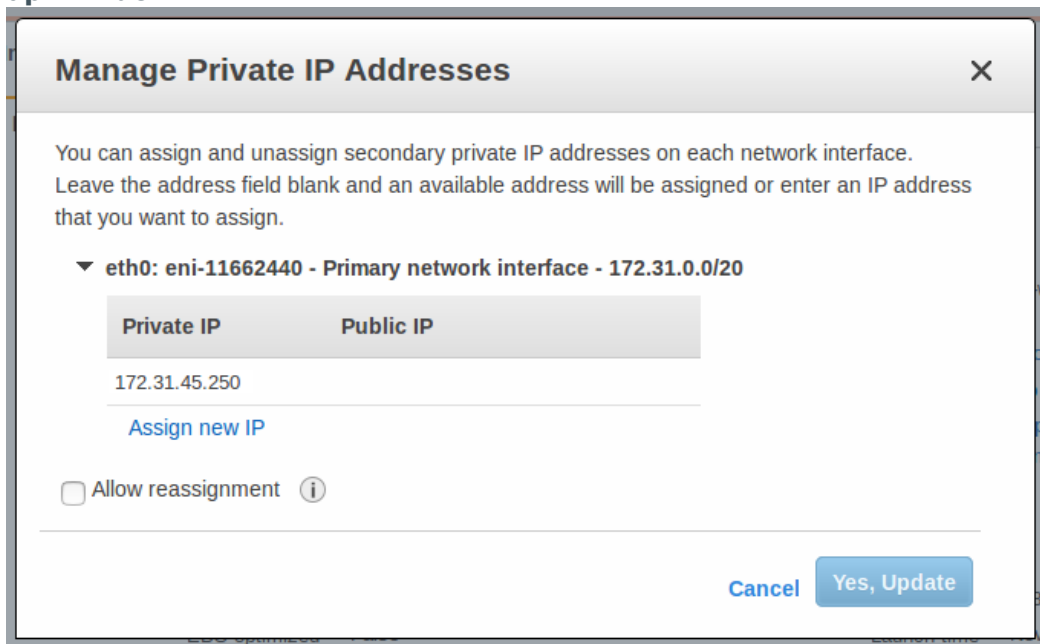 Manage Private IP Addresses
You can assign and unassign secondary private IP addresses on each network interface.
Leave the address field blank and an available address will be assigned or enter an IP address
that you want to assign.
eth0: eni-11662440 - Primary network interface - 172.31.0.0/20
Private IP Public IP
172.31.45.250
Assign new IP
Allow reassignment i
Cancel Yes, Update